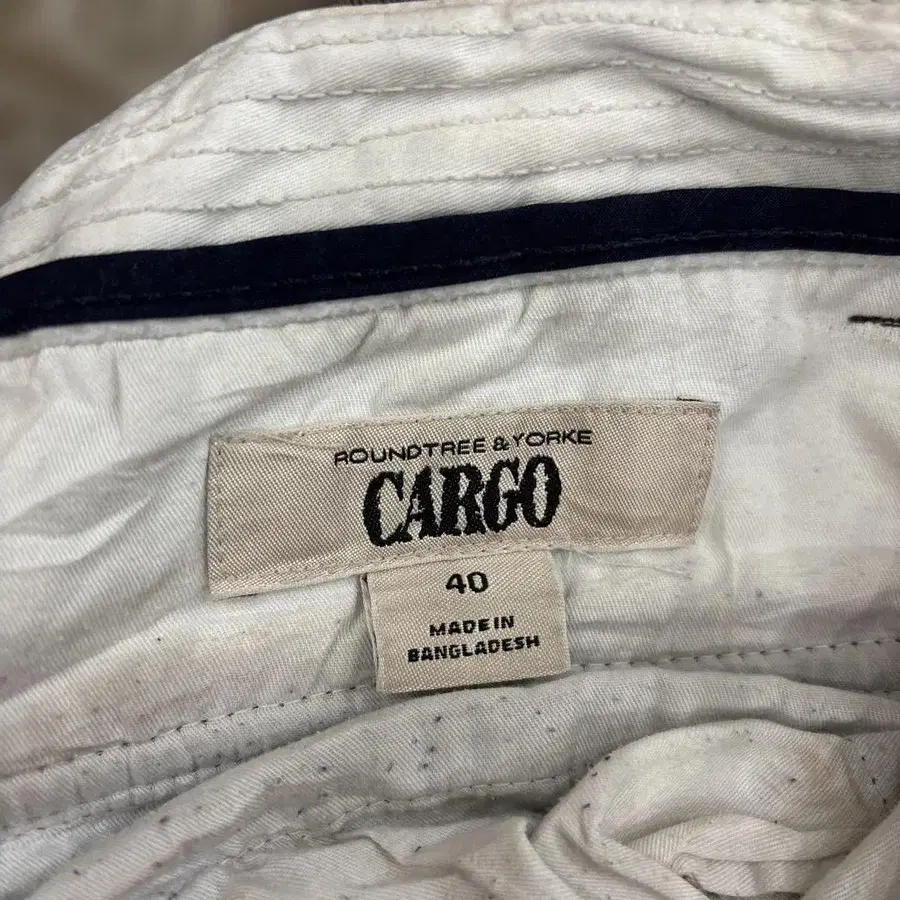 ROUNDTREE & YORKE
CARGO
40
MADE IN
BANGLADESH